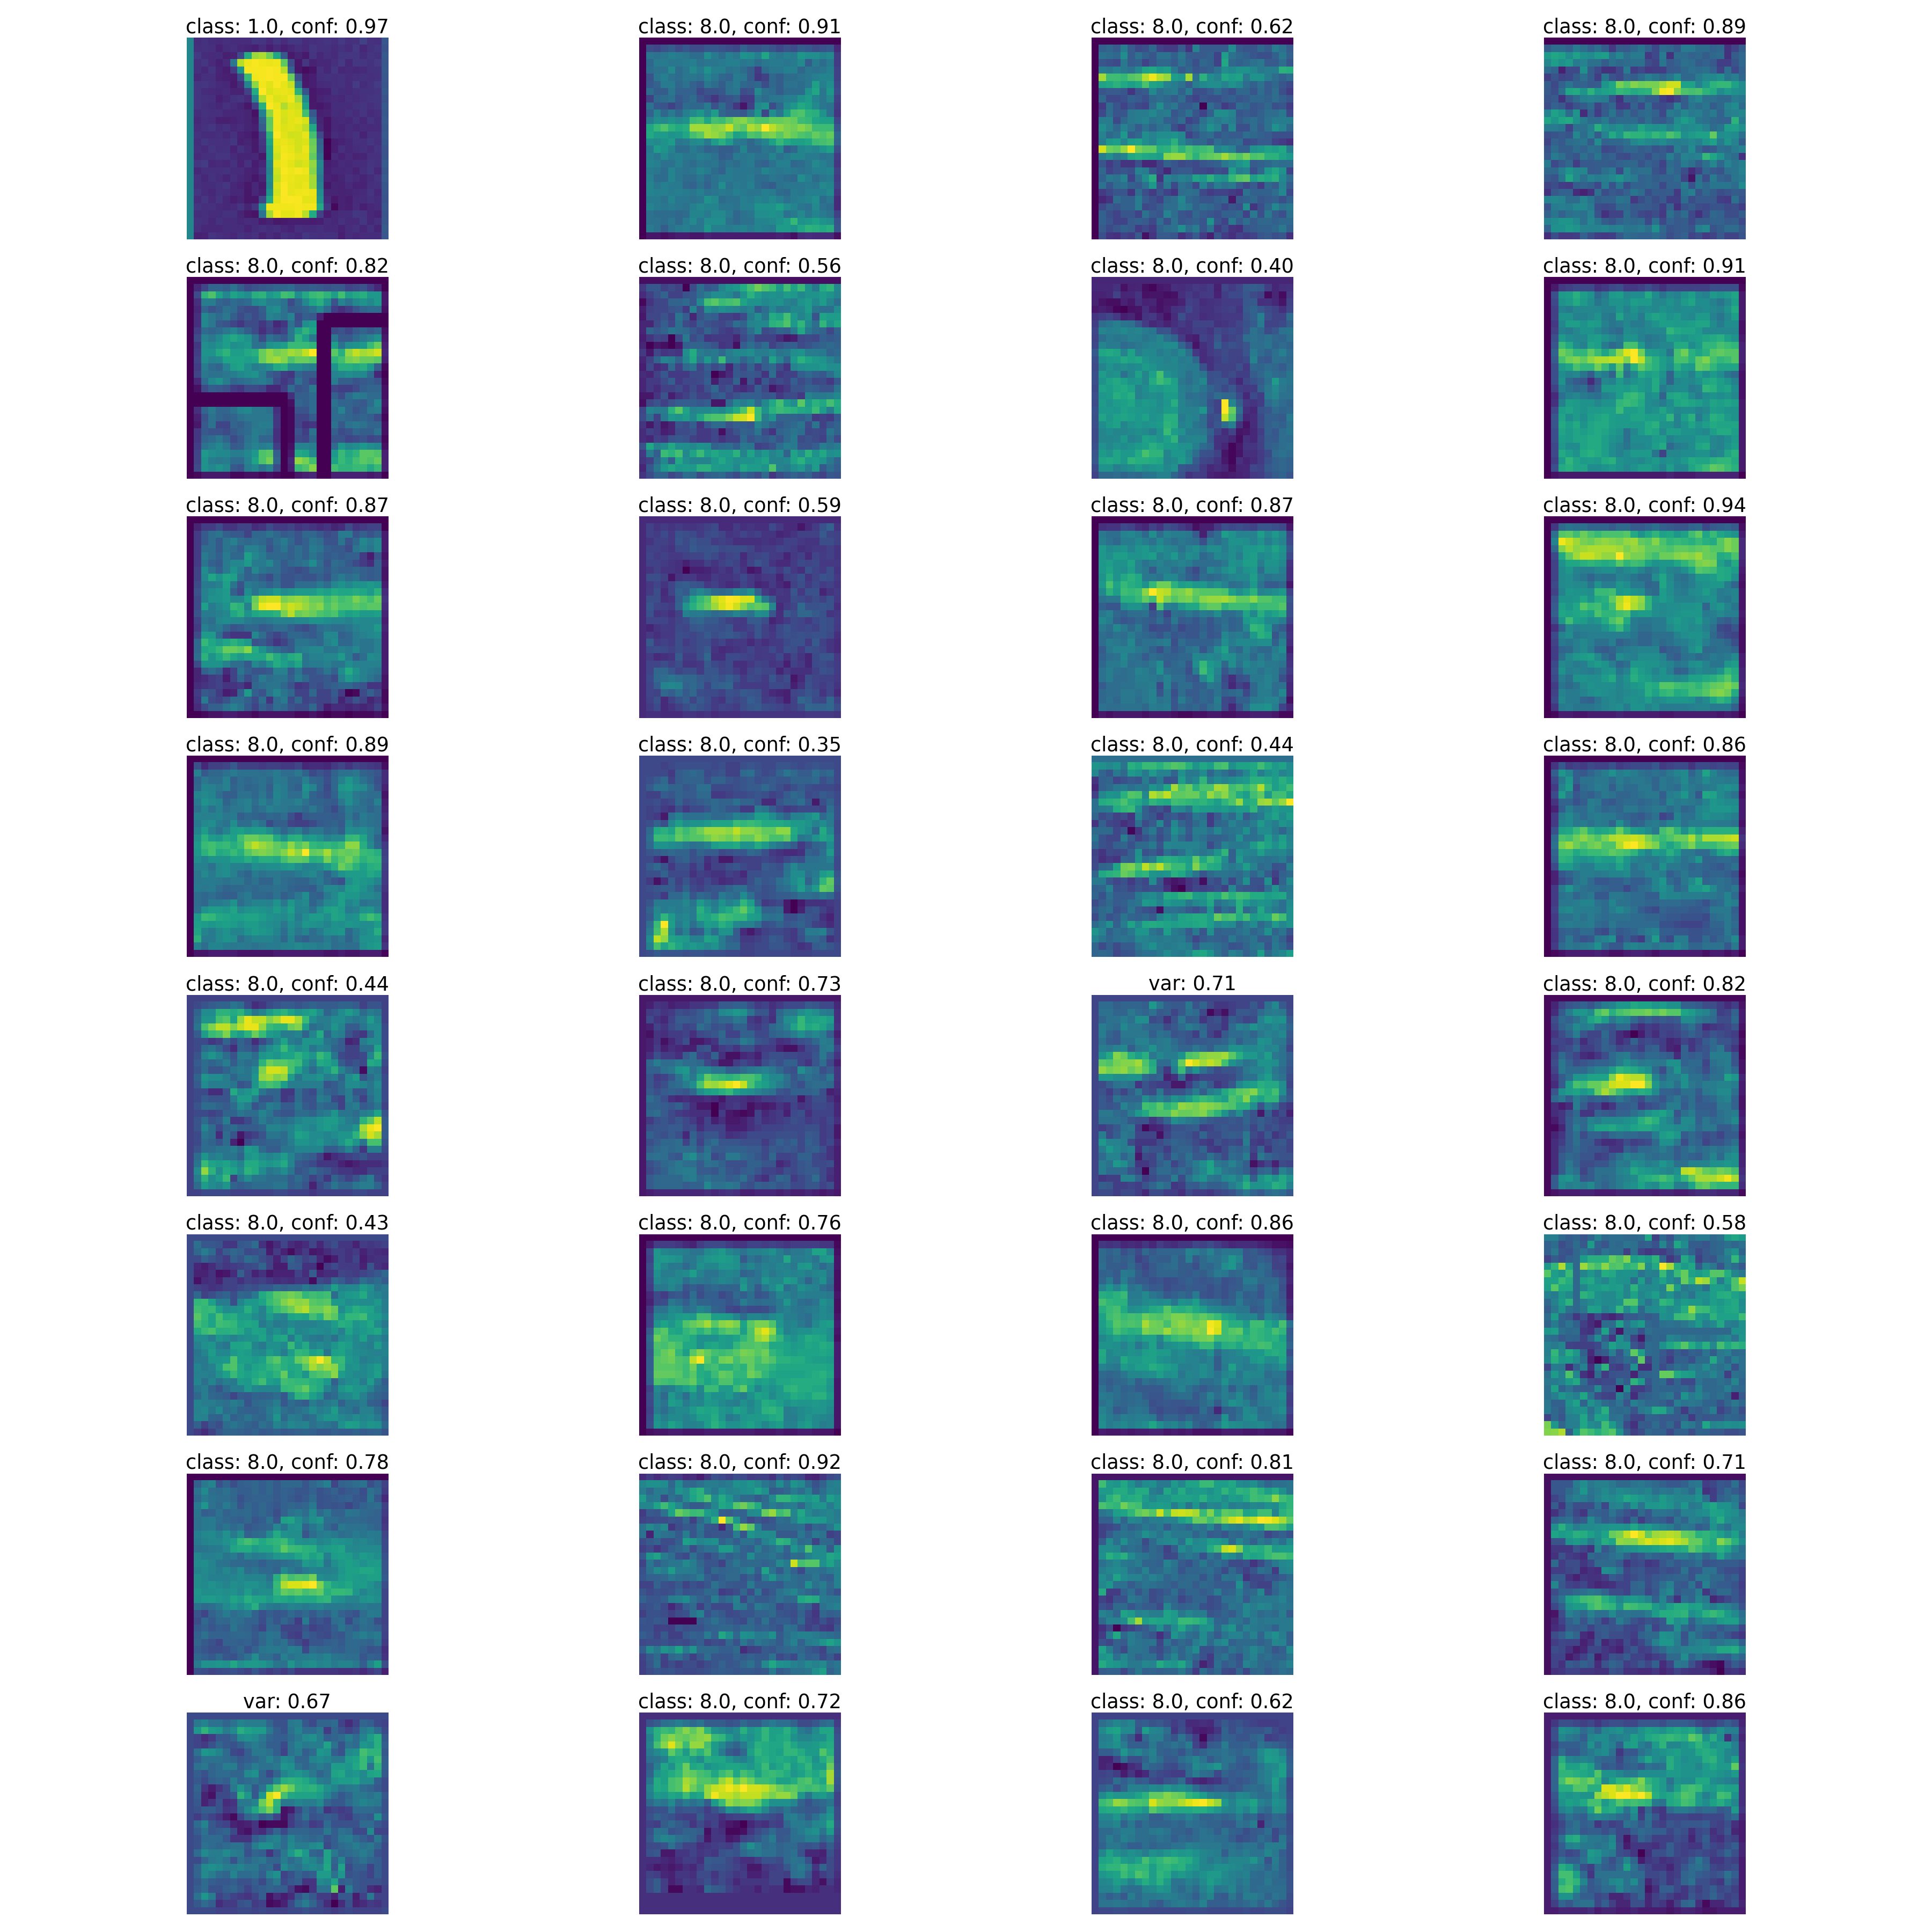 class: 1.0, conf: 0.97 class: 8.0, conf: 0.91 class: 8.0, conf: 0.62 class: 8.0, conf: 0.89
class: 8.0, conf: 0.82 class: 8.0, conf: 0.56 class: 8.0, conf: 0.40 class: 8.0, conf: 0.91
class: 8.0, conf: 0.87 class: 8.0, conf: 0.59 class: 8.0, conf: 0.87 class: 8.0, conf: 0.94
class: 8.0, conf: 0.89 class: 8.0, conf: 0.35 class: 8.0, conf: 0.44 class: 8.0, conf: 0.86
class: 8.0, conf: 0.44 class: 8.0, conf: 0.73 var: 0.71 class: 8.0, conf: 0.82
class: 8.0, conf: 0.43 class: 8.0, conf: 0.76 class: 8.0, conf: 0.86 class: 8.0, conf: 0.58
class: 8.0, conf: 0.78 class: 8.0, conf: 0.92 class: 8.0, conf: 0.81 class: 8.0, conf: 0.71
var: 0.67 class: 8.0, conf: 0.72 class: 8.0, conf: 0.62 class: 8.0, conf: 0.86